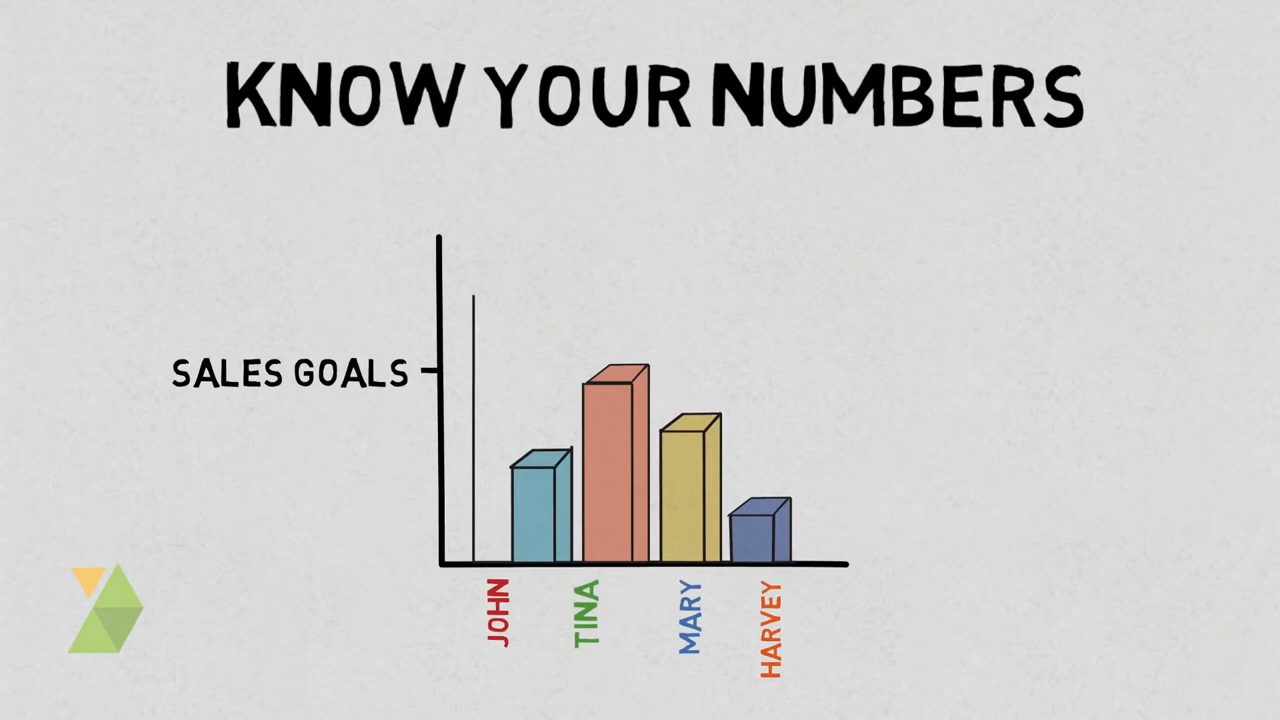 KNOW YOUR NUMBERS
SALES GOALS
JOHN
TINA
MARY
HARVEY